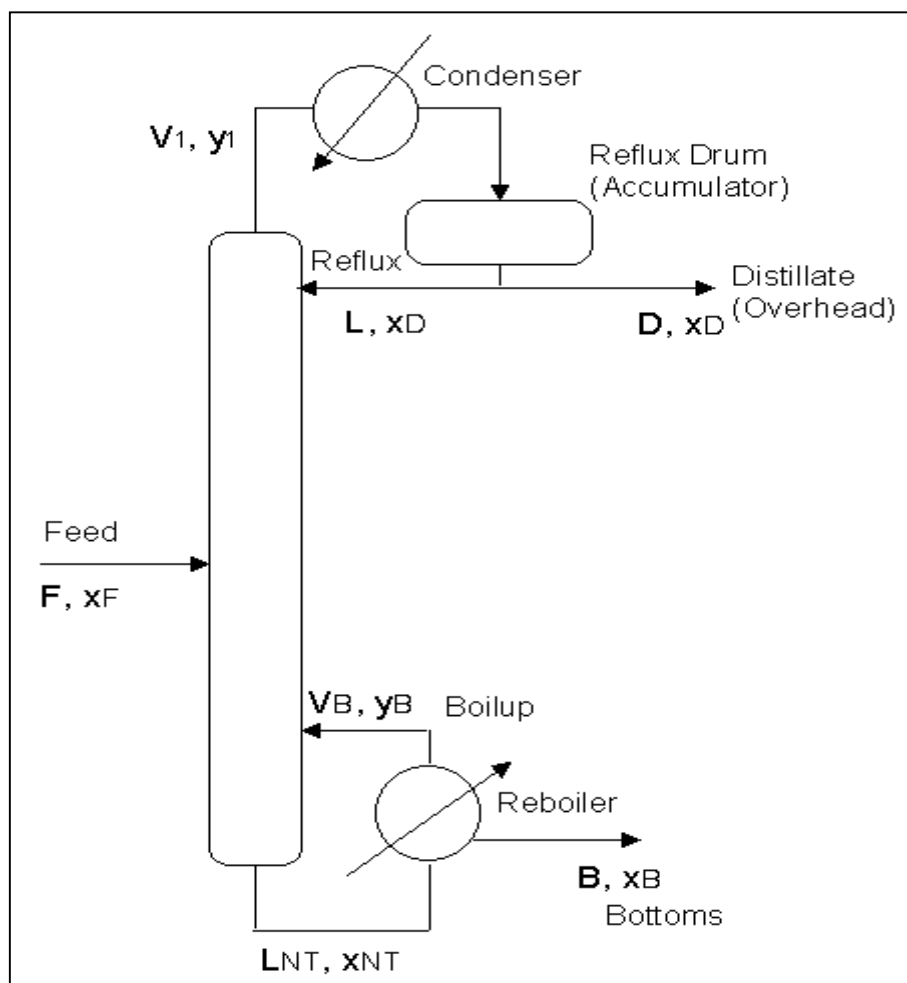 Condenser
V1, y1
Reflux Drum
(Accumulator)
Reflux
Distillate
(Overhead)
L, xD
D, xD
Feed
F, xF
VB, yB
Boilup
Reboiler
B, xB
Bottoms
LNT, xNT